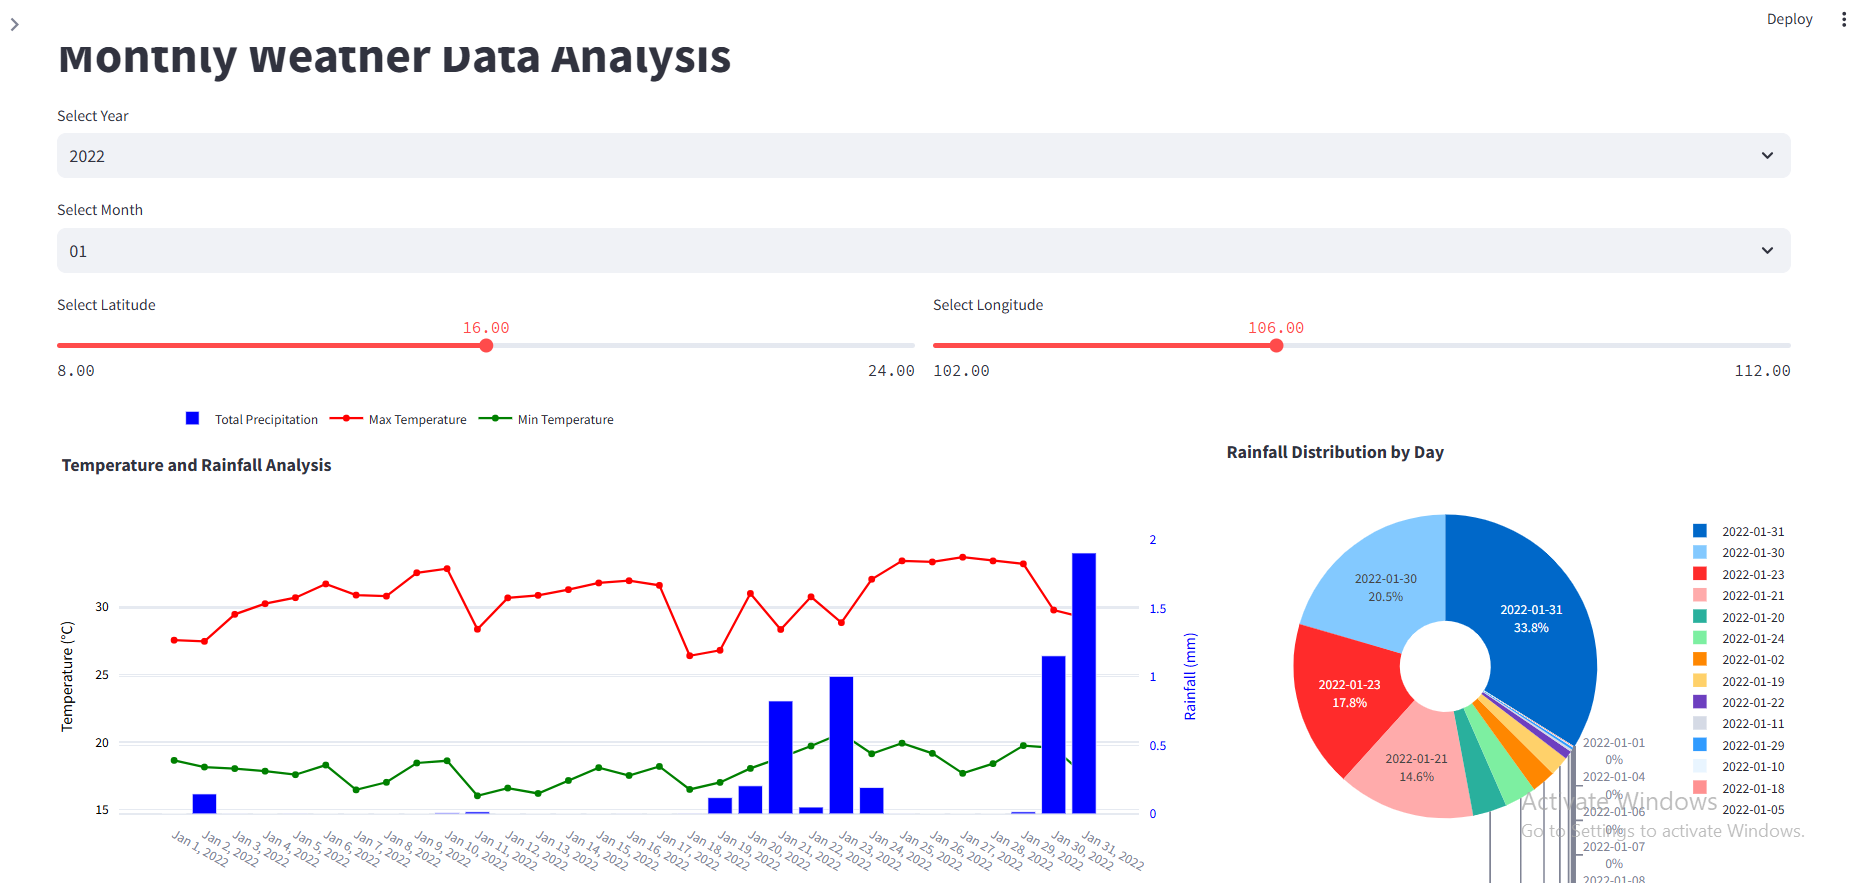 Deploy
Monthly Weather Data Analysis
Select Year
2022
Select Month
01
Select Latitude
16.00
8.00
24.00
Select Longitude
106.00
102.00
112.00
Total Precipitation
Max Temperature
Min Temperature
Temperature and Rainfall Analysis
Temperature (°C)
30
25
20
15
2
1.5
1
0.5
0
Rainfall (mm)
Jan 1, 2022
Jan 2, 2022
Jan 3, 2022
Jan 4, 2022
Jan 5, 2022
Jan 6, 2022
Jan 7, 2022
Jan 8, 2022
Jan 9, 2022
Jan 10, 2022
Jan 11, 2022
Jan 12, 2022
Jan 13, 2022
Jan 14, 2022
Jan 15, 2022
Jan 16, 2022
Jan 17, 2022
Jan 18, 2022
Jan 19, 2022
Jan 20, 2022
Jan 21, 2022
Jan 22, 2022
Jan 23, 2022
Jan 24, 2022
Jan 25, 2022
Jan 26, 2022
Jan 27, 2022
Jan 28, 2022
Jan 29, 2022
Jan 30, 2022
Jan 31, 2022
Rainfall Distribution by Day
2022-01-30
20.5%
2022-01-31
33.8%
2022-01-23
17.8%
2022-01-21
14.6%
2022-01-01
0%
2022-01-04
0%
2022-01-06
0%
2022-01-07
0%
2022-01-08
2022-01-31
2022-01-30
2022-01-23
2022-01-21
2022-01-20
2022-01-24
2022-01-02
2022-01-19
2022-01-22
2022-01-11
2022-01-29
2022-01-10
2022-01-18
2022-01-05
Activate Windows
Go to Settings to activate Windows.